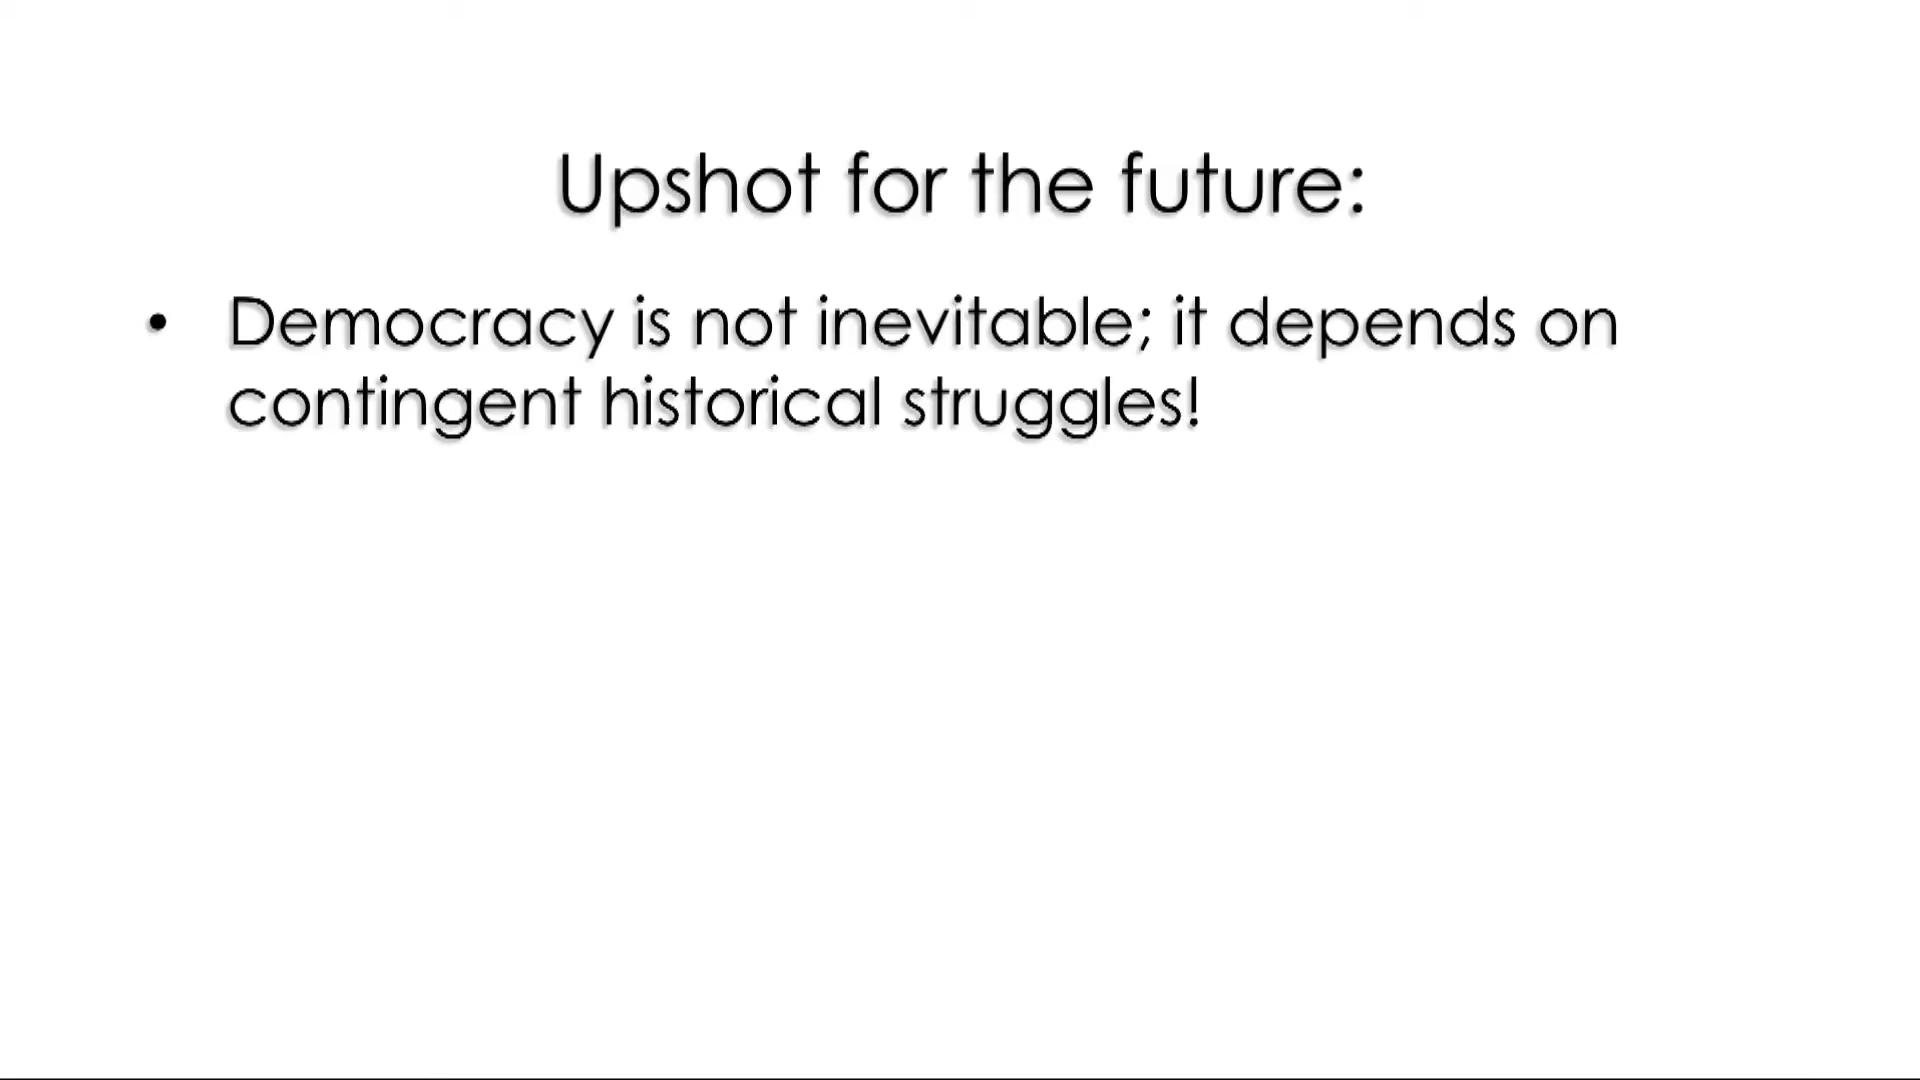 Upshot for the future:
• Democracy is not inevitable; it depends on
contingent historical struggles!